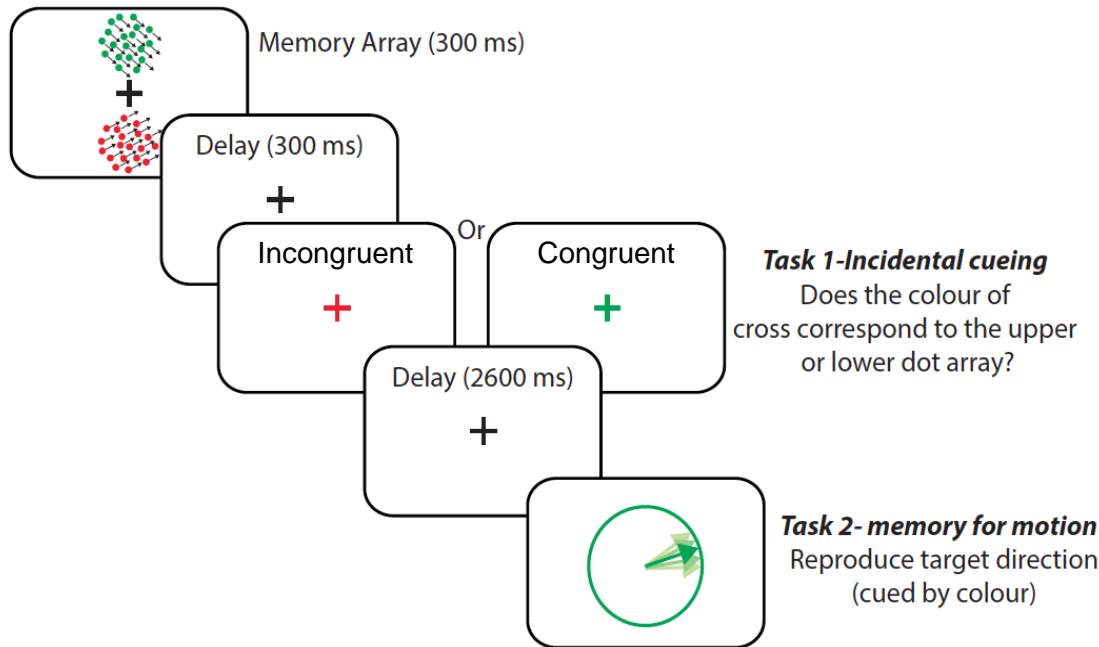 Memory Array (300 ms)
Delay (300 ms)
Incongruent
Or
Congruent
Task 1-Incidental cueing
Does the colour of
cross correspond to the upper
or lower dot array?
Delay (2600 ms)
Task 2- memory for motion
Reproduce target direction
(cued by colour)